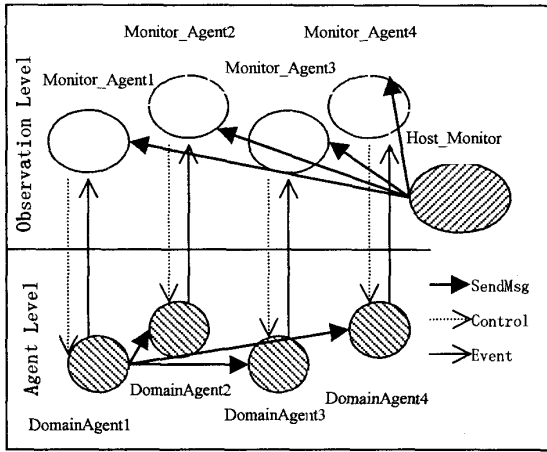 Monitor_Agent2
Monitor_Agent4
Monitor_Agent1
Monitor_Agent3
Host_Monitor
Observation Level
SendMsg
Control
Event
Agent Level
DomainAgent2
DomainAgent4
DomainAgent3
DomainAgent1